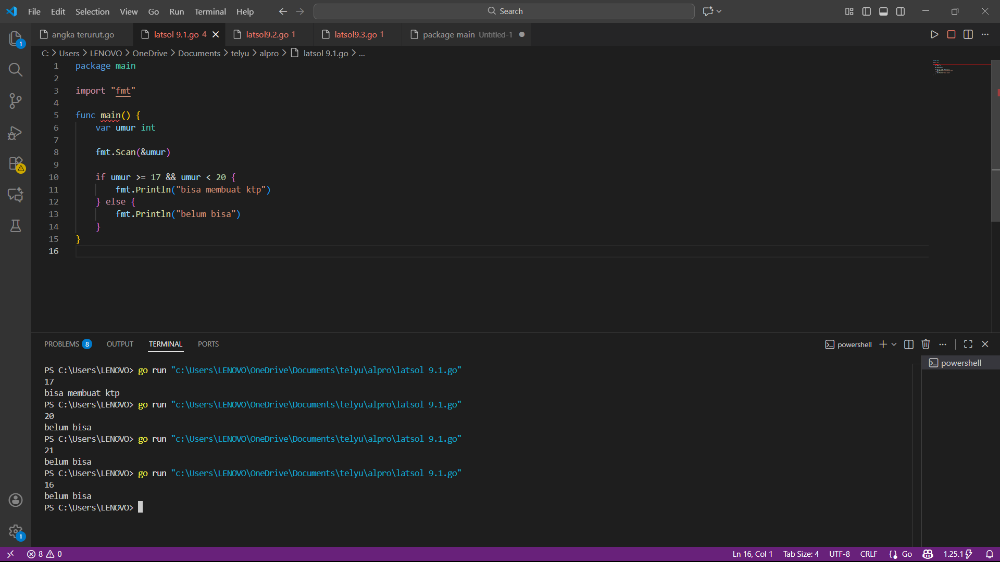 File Edit Selection View Go Run Terminal Help Search
angka terurut.go latsol 9.1.go 4 latsol9.2.go 1 latsol9.3.go 1 package main Untitled-1
C: > Users > LENOVO > OneDrive > Documents > telyu > alpro > latsol 9.1.go > ...
1 package main
2
3 import "fmt"
4
5 func main() {
6 var umur int
7
8 fmt.Scan(&umur)
9
10 if umur >= 17 && umur < 20 {
11 fmt.Println("bisa membuat ktp")
12 } else {
13 fmt.Println("belum bisa")
14 }
15 }
16
PROBLEMS 8 OUTPUT TERMINAL PORTS powershell
powershell
PS C:\Users\LENOVO> go run "c:\Users\LENOVO\OneDrive\Documents\telyu\alpro\latsol 9.1.go"
17
bisa membuat ktp
PS C:\Users\LENOVO> go run "c:\Users\LENOVO\OneDrive\Documents\telyu\alpro\latsol 9.1.go"
20
belum bisa
PS C:\Users\LENOVO> go run "c:\Users\LENOVO\OneDrive\Documents\telyu\alpro\latsol 9.1.go"
21
belum bisa
PS C:\Users\LENOVO> go run "c:\Users\LENOVO\OneDrive\Documents\telyu\alpro\latsol 9.1.go"
16
belum bisa
PS C:\Users\LENOVO>
1
1
8 0 Ln 16, Col 1 Tab Size: 4 UTF-8 CRLF Go 1.25.1